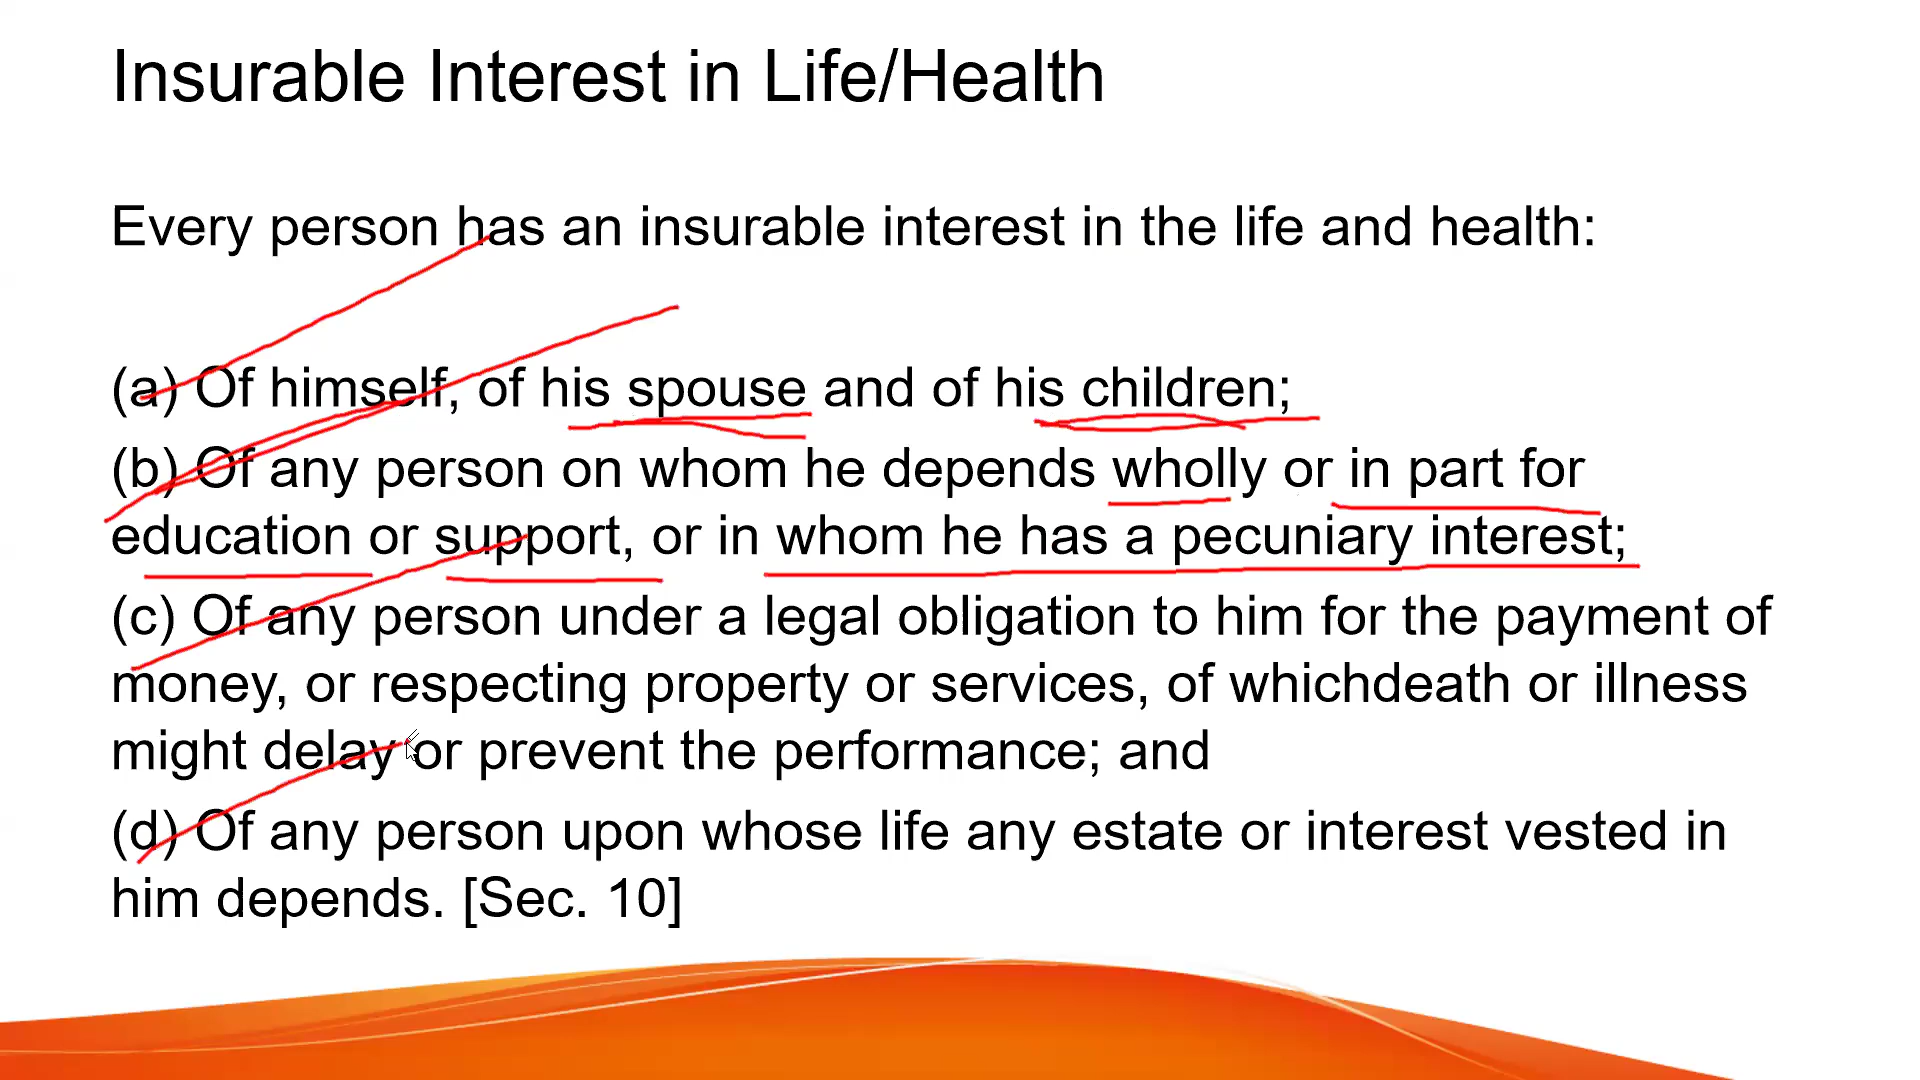 Insurable Interest in Life/Health
Every person has an insurable interest in the life and health:
(a) Of himself, of his spouse and of his children;
(b) Of any person on whom he depends wholly or in part for
education or support, or in whom he has a pecuniary interest;
(c) Of any person under a legal obligation to him for the payment of
money, or respecting property or services, of whichdeath or illness
might delay or prevent the performance; and
(d) Of any person upon whose life any estate or interest vested in
him depends. [Sec. 10]